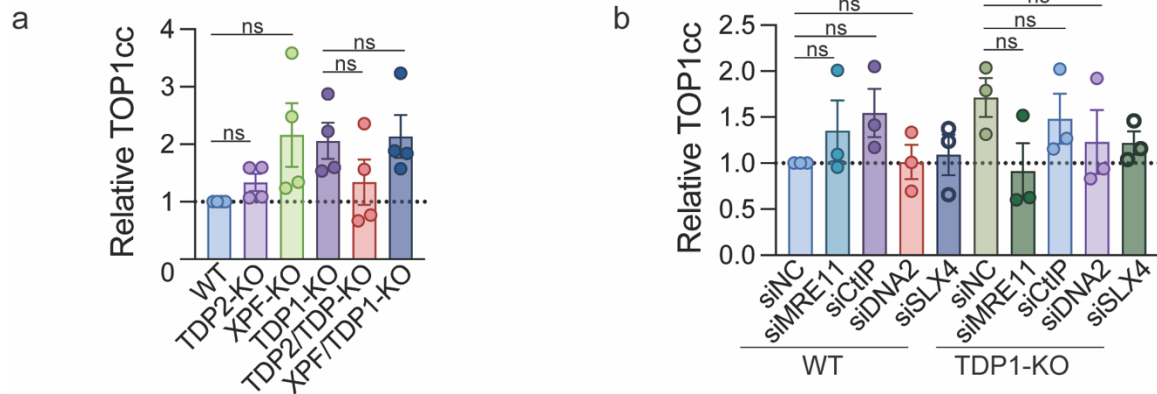 a
Relative TOP1cc
4
3
2
1
0
ns
ns
ns
ns
WT
TDP2-KO
XPF-KO
TDP1-KO
TDP2/TDP-KO
XPF/TDP1-KO
b
Relative TOP1cc
2.5
2.0
1.5
1.0
0.5
0.0
ns
ns
ns
ns
ns
ns
siNC
siMRE11
siCtIP
siDNA2
siSLX4
siNC
siMRE11
siCtIP
siDNA2
siSLX4
WT
TDP1-KO